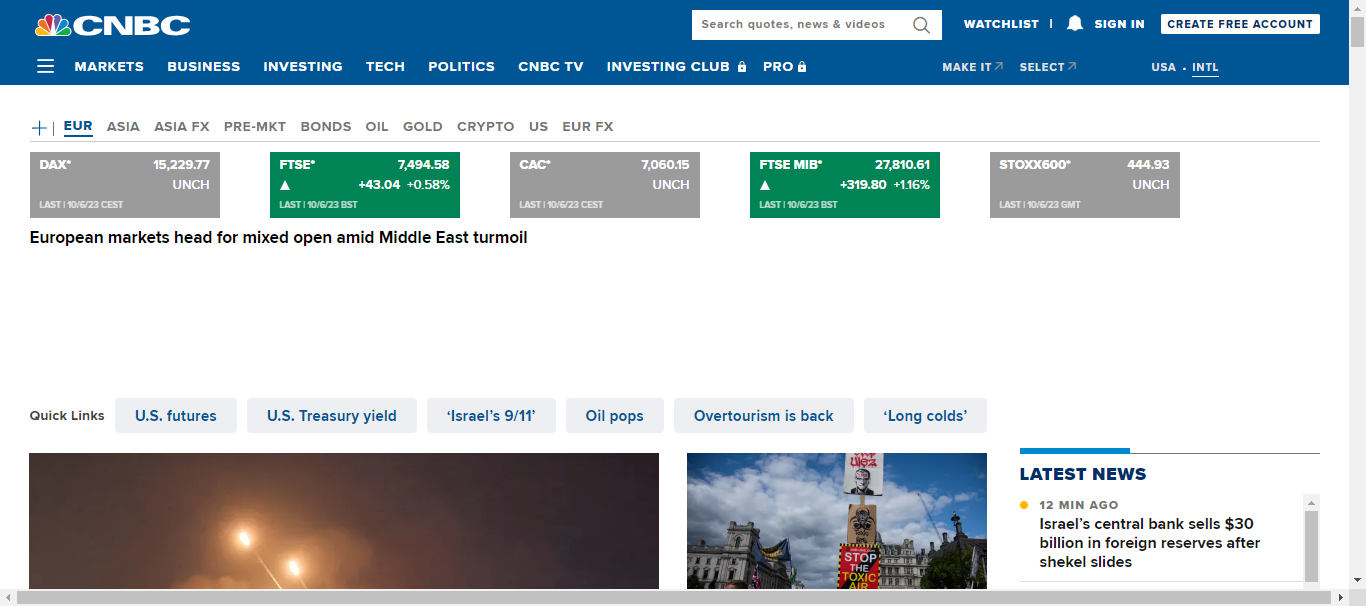 CNBC
Search quotes, news & videos
WATCHLIST
SIGN IN
CREATE FREE ACCOUNT
MARKETS BUSINESS INVESTING TECH POLITICS CNBC TV INVESTING CLUB PRO
MAKE IT SELECT USA • INTL
EUR ASIA ASIA FX PRE-MKT BONDS OIL GOLD CRYPTO US EUR FX
DAX* 15,229.77
UNCH
LAST | 10/6/23 CEST
FTSE* 7,494.58
+43.04 +0.58%
LAST | 10/6/23 BST
CAC* 7,060.15
UNCH
LAST | 10/6/23 CEST
FTSE MIB* 27,810.61
+319.80 +1.16%
LAST | 10/6/23 BST
STOXX600* 444.93
UNCH
LAST | 10/6/23 GMT
European markets head for mixed open amid Middle East turmoil
Quick Links
U.S. futures
U.S. Treasury yield
‘Israel’s 9/11’
Oil pops
Overtourism is back
‘Long colds’
STOP
THE
TOXIC
AIR
LATEST NEWS
12 MIN AGO
Israel’s central bank sells $30
billion in foreign reserves after
shekel slides